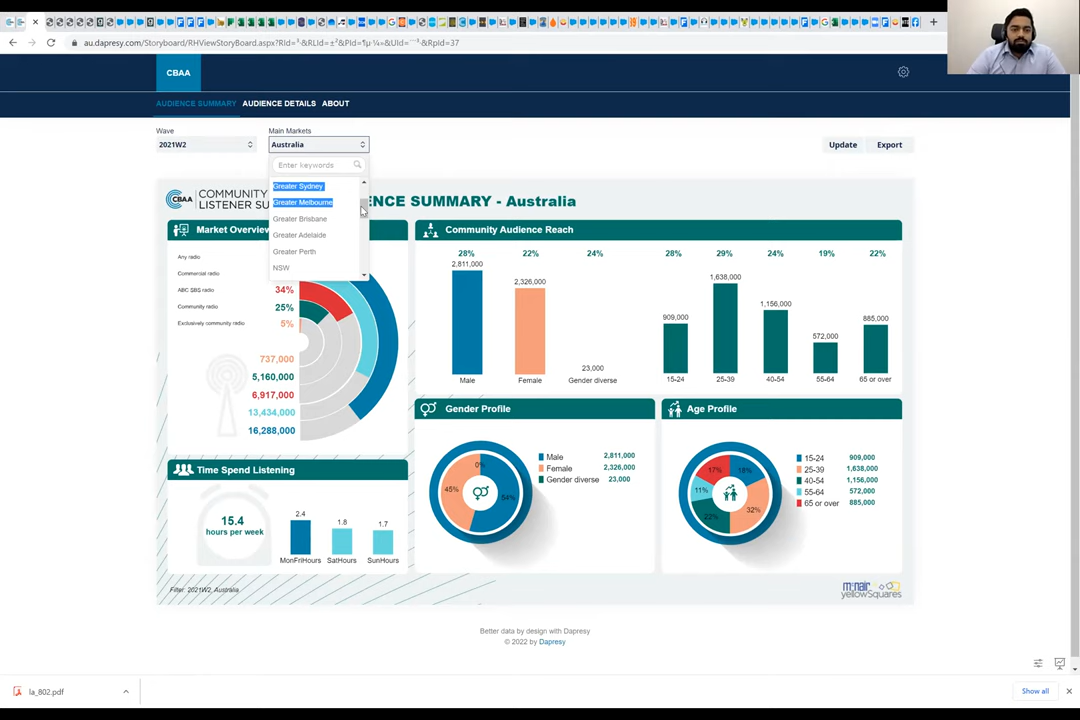 au.dapresy.com/Storyboard/RHViewStoryBoard.aspx?RId=
CBAA
AUDIENCE SUMMARY AUDIENCE DETAILS ABOUT
Wave
2021W2
Main Markets
Australia
Update Export
Enter keywords
Greater Sydney
Greater Melbourne
Greater Brisbane
Greater Adelaide
Greater Perth
NSW
CBAA COMMUNITY
LISTENER SU
ENCE SUMMARY - Australia
Market Overview
Any radio
Commercial radio
ABC SBS radio 34%
Community radio 25%
Exclusively community radio 5%
737,000
5,160,000
6,917,000
13,434,000
16,288,000
Community Audience Reach
28% 22% 24% 28% 29% 24% 19% 22%
2,811,000
2,326,000
23,000
909,000
1,638,000
1,156,000
572,000
885,000
Male Female Gender diverse 15-24 25-39 40-54 55-64 65 or over
Time Spend Listening
15.4
hours per week
2.4 1.8 1.7
MonFriHours SatHours SunHours
Gender Profile
0%
45%
54%
Male 2,811,000
Female 2,326,000
Gender diverse 23,000
Age Profile
17% 18%
11%
22% 32%
15-24 909,000
25-39 1,638,000
40-54 1,156,000
55-64 572,000
65 or over 885,000
Filter: 2021W2, Australia
mcnair
yellowSquares
Better data by design with Dapresy
© 2022 by Dapresy
la_802.pdf
Show all